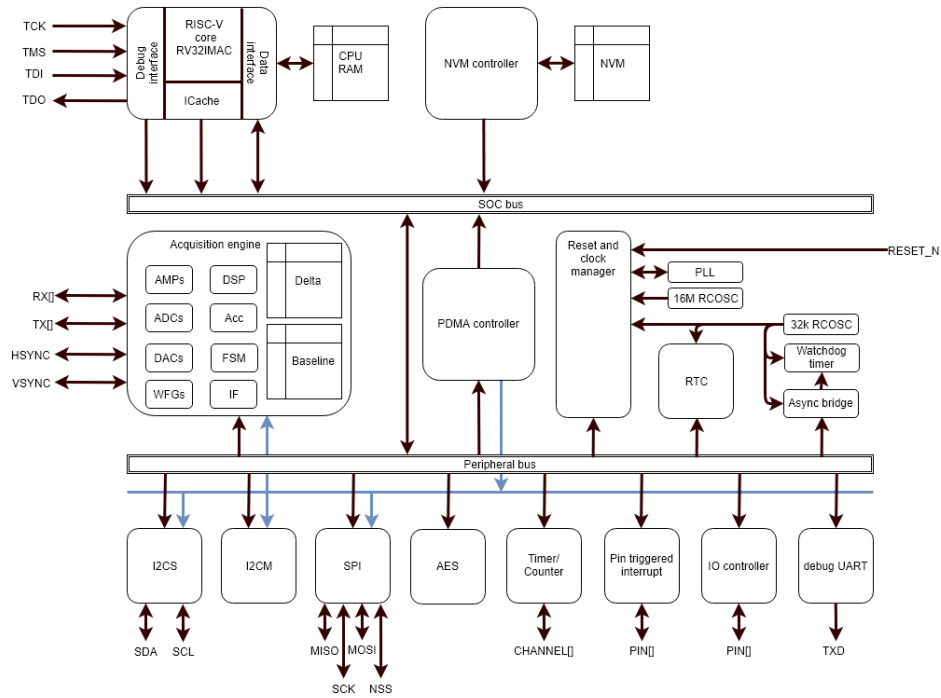 TCK
TMS
TDI
TDO
Debug
interface
RISC-V
core
RV32IMAC
ICache
Data
interface
CPU
RAM
NVM controller
NVM
SOC bus
Acquisition engine
AMPs
DSP
ADCs
Acc
DACs
FSM
WFGs
IF
Delta
Baseline
RX[]
TX[]
HSYNC
VSYNC
PDMA controller
Reset and
clock
manager
RESET_N
PLL
16M RCOSC
32k RCOSC
RTC
Watchdog
timer
Async bridge
Peripheral bus
I2CS
I2CM
SPI
AES
Timer/
Counter
Pin triggered
interrupt
IO controller
debug UART
SDA
SCL
MISO
MOSI
SCK
NSS
CHANNEL[]
PIN[]
PIN[]
TXD